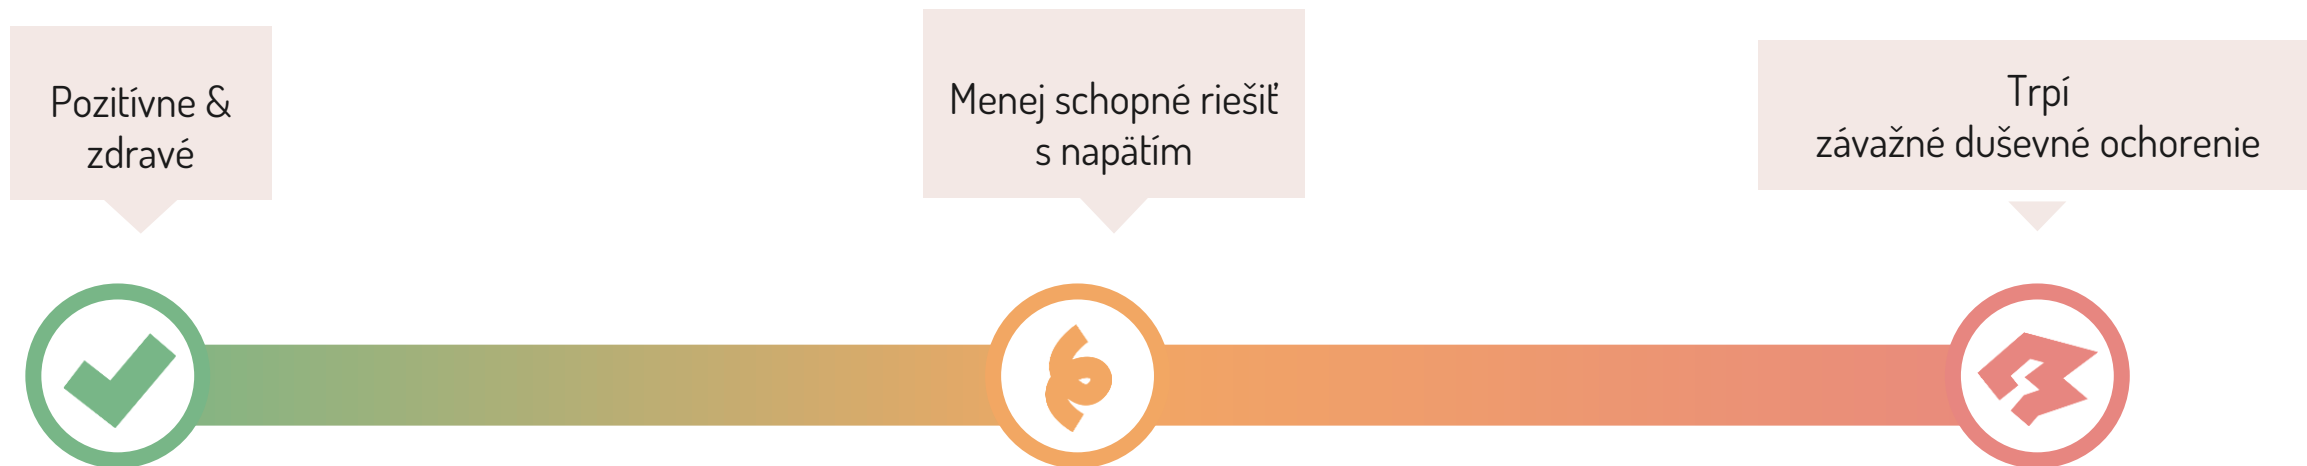 Pozitívne &
zdravé
Menej schopné riešiť
s napätím
Trpí
závažné duševné ochorenie